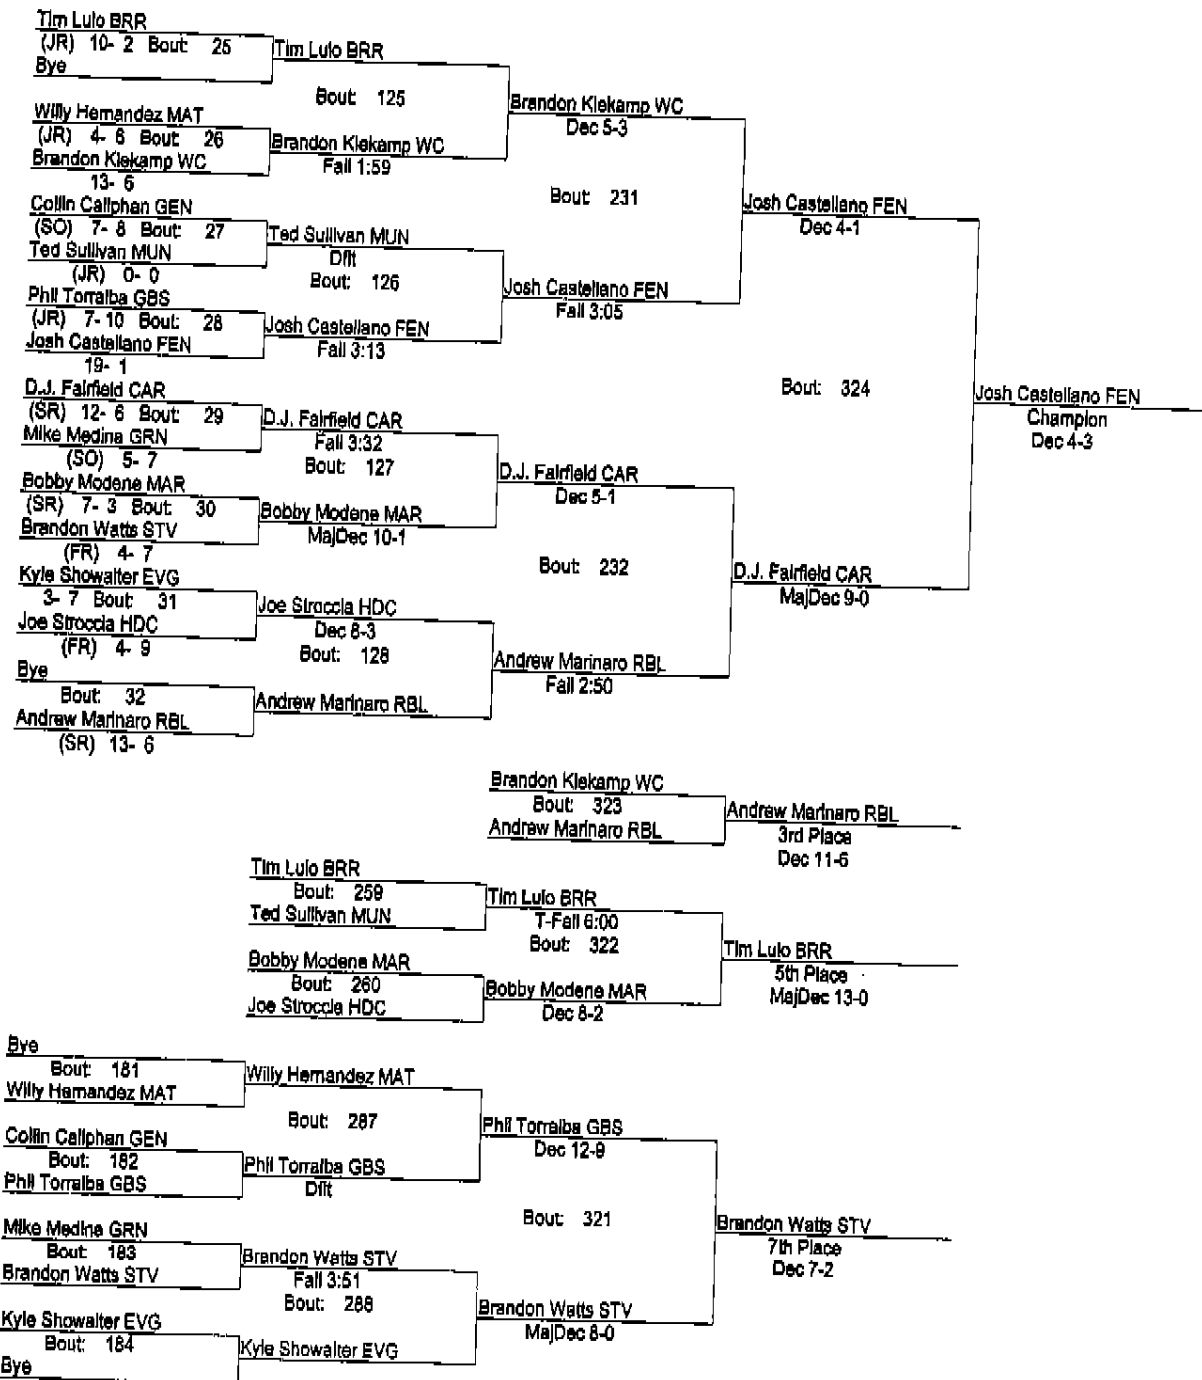 Tim Lulo BRR
(JR) 10- 2 Bout: 25
Bye
Tim Lulo BRR
Bout: 125
Willy Hernandez MAT
(JR) 4- 6 Bout: 26
Brandon Klekamp WC
13- 6
Brandon Klekamp WC
Fall 1:59
Brandon Klekamp WC
Dec 5-3
Bout: 231
Collin Caliphan GEN
(SO) 7- 8 Bout: 27
Ted Sullivan MUN
(JR) 0- 0
Ted Sullivan MUN
Dflt
Bout: 126
Phil Torralba GBS
(JR) 7- 10 Bout: 28
Josh Castellano FEN
19- 1
Josh Castellano FEN
Fall 3:13
Josh Castellano FEN
Fall 3:05
Josh Castellano FEN
Dec 4-1
Bout: 324
Josh Castellano FEN
Champion
Dec 4-3
D.J. Fairfield CAR
(SR) 12- 6 Bout: 29
Mike Medina GRN
(SO) 5- 7
D.J. Fairfield CAR
Fall 3:32
Bout: 127
Bobby Modene MAR
(SR) 7- 3 Bout: 30
Brandon Watts STV
(FR) 4- 7
Bobby Modene MAR
MajDec 10-1
D.J. Fairfield CAR
Dec 5-1
Bout: 232
D.J. Fairfield CAR
MajDec 9-0
Kyle Showalter EVG
3- 7 Bout: 31
Joe Stroccia HDC
(FR) 4- 9
Joe Stroccia HDC
Dec 8-3
Bout: 128
Bye
Bout: 32
Andrew Marinaro RBL
(SR) 13- 6
Andrew Marinaro RBL
Andrew Marinaro RBL
Fall 2:50
Brandon Klekamp WC
Bout: 323
Andrew Marinaro RBL
Andrew Marinaro RBL
3rd Place
Dec 11-6
Tim Lulo BRR
Bout: 259
Ted Sullivan MUN
Tim Lulo BRR
T-Fall 6:00
Bout: 322
Bobby Modene MAR
Bout: 260
Joe Stroccia HDC
Bobby Modene MAR
Dec 8-2
Tim Lulo BRR
5th Place
MajDec 13-0
Bye
Bout: 181
Willy Hernandez MAT
Willy Hernandez MAT
Bout: 287
Collin Caliphan GEN
Bout: 182
Phil Torralba GBS
Phil Torralba GBS
Dflt
Phil Torralba GBS
Dec 12-9
Bout: 321
Mike Medina GRN
Bout: 183
Brandon Watts STV
Brandon Watts STV
Fall 3:51
Bout: 288
Kyle Showalter EVG
Bout: 184
Bye
Kyle Showalter EVG
Brandon Watts STV
MajDec 8-0
Brandon Watts STV
7th Place
Dec 7-2